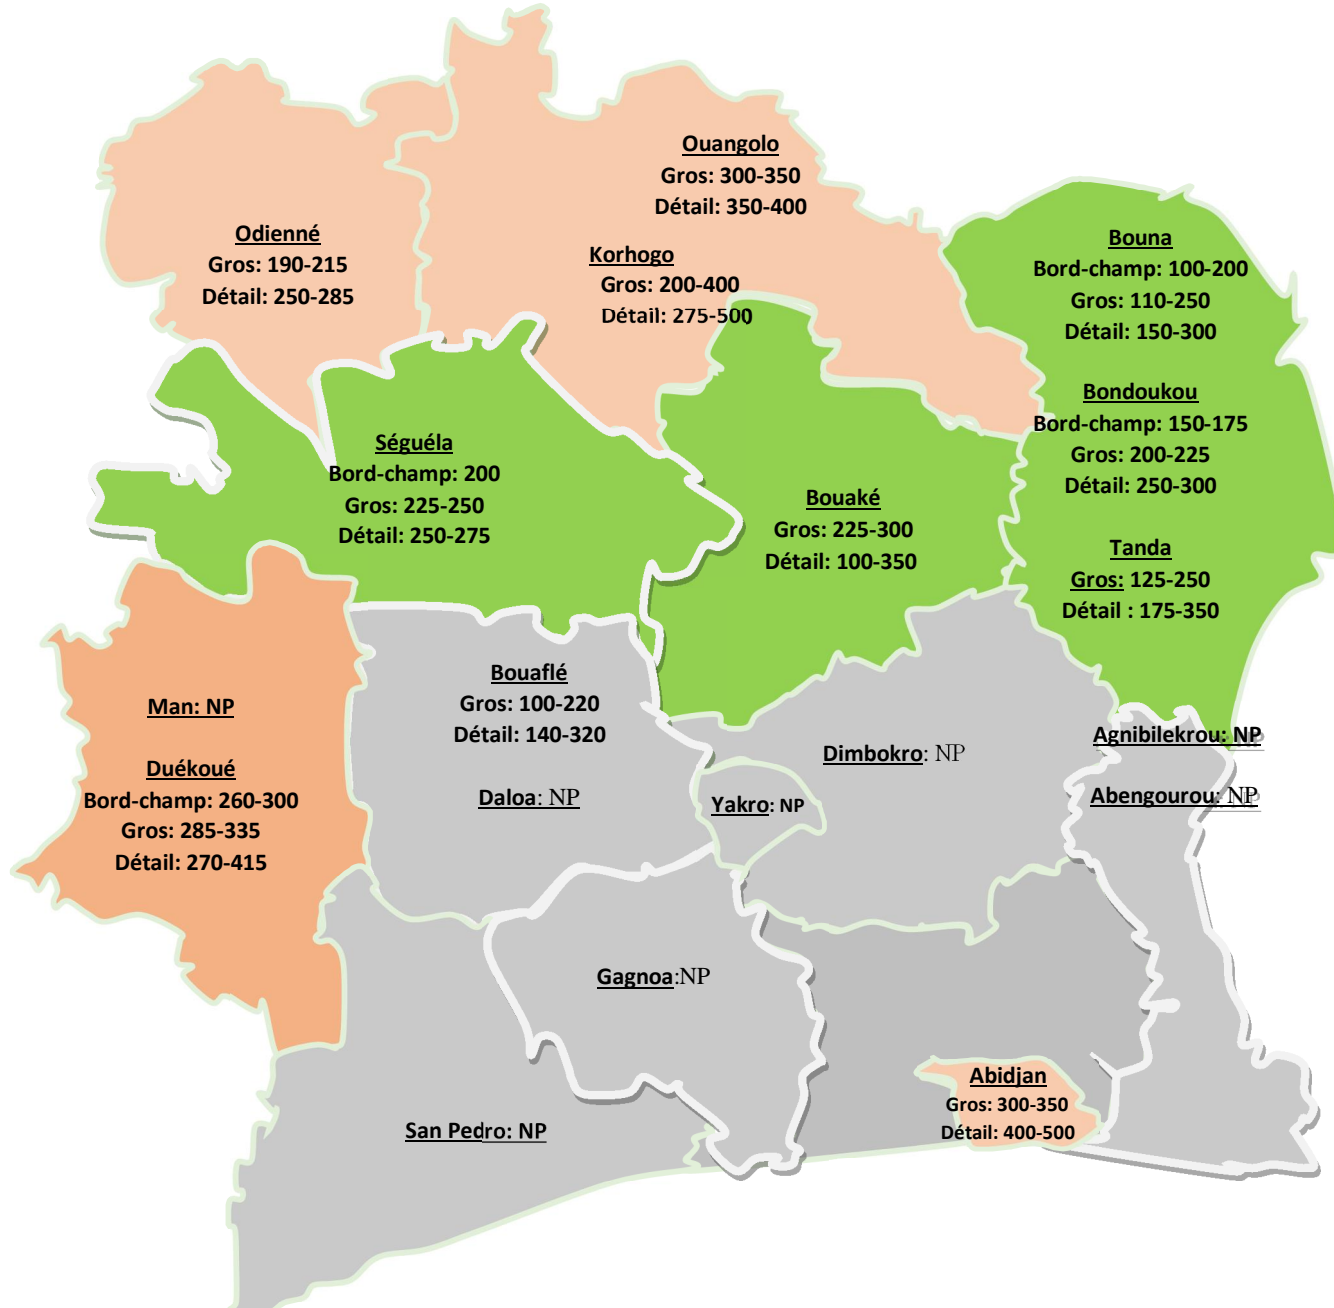 Ouangolo
Gros: 300-350
Détail: 350-400
Odienné
Gros: 190-215
Détail: 250-285
Korhogo
Gros: 200-400
Détail: 275-500
Bouna
Bord-champ: 100-200
Gros: 110-250
Détail: 150-300
Bondoukou
Bord-champ: 150-175
Gros: 200-225
Détail: 250-300
Séguéla
Bord-champ: 200
Gros: 225-250
Détail: 250-275
Bouaké
Gros: 225-300
Détail: 100-350
Tanda
Gros: 125-250
Détail : 175-350
Man: NP
Duékoué
Bord-champ: 260-300
Gros: 285-335
Détail: 270-415
Bouaflé
Gros: 100-220
Détail: 140-320
Daloa: NP
Dimbokro: NP
Yakro: NP
Agnibilekrou: NP
Abengourou: NP
Gagnoa:NP
Abidjan
Gros: 300-350
Détail: 400-500
San Pedro: NP